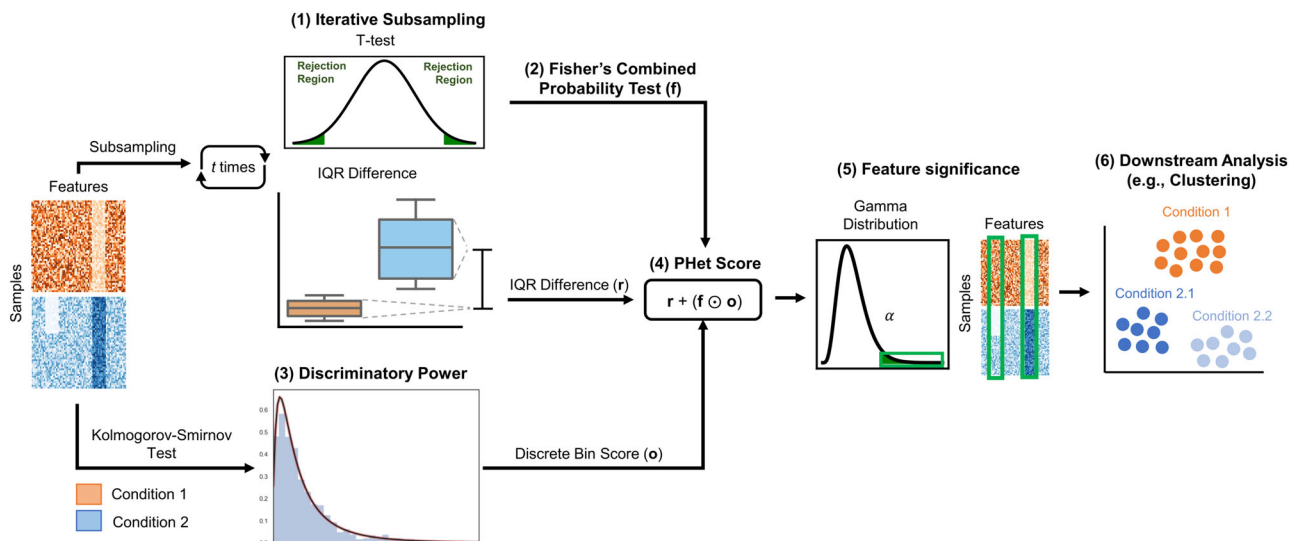 (1) Iterative Subsampling
T-test
Rejection
Region
Rejection
Region
(2) Fisher's Combined
Probability Test (f)
Subsampling
t times
Features
Samples
IQR Difference
IQR Difference (r)
(3) Discriminatory Power
Kolmogorov-Smirnov
Test
0.6
0.5
0.4
0.3
0.2
0.1
0.0
Discrete Bin Score (o)
Condition 1
Condition 2
(4) PHet Score
r + (f ⊙ o)
(5) Feature significance
Gamma
Distribution
α
Features
Samples
(6) Downstream Analysis
(e.g., Clustering)
Condition 1
Condition 2.1
Condition 2.2